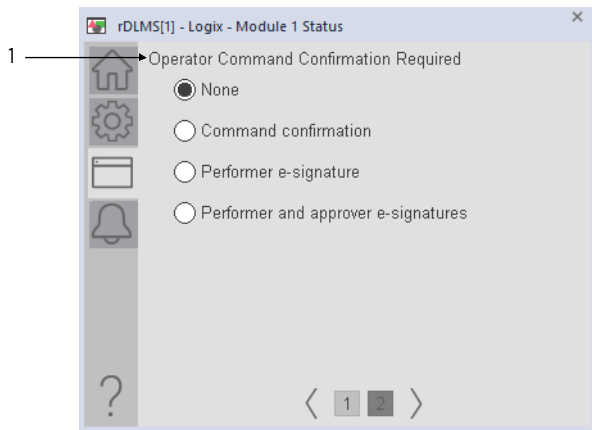 rDLMS[1] - Logix - Module 1 Status
1
Operator Command Confirmation Required
None
Command confirmation
Performer e-signature
Performer and approver e-signatures
?
1 2